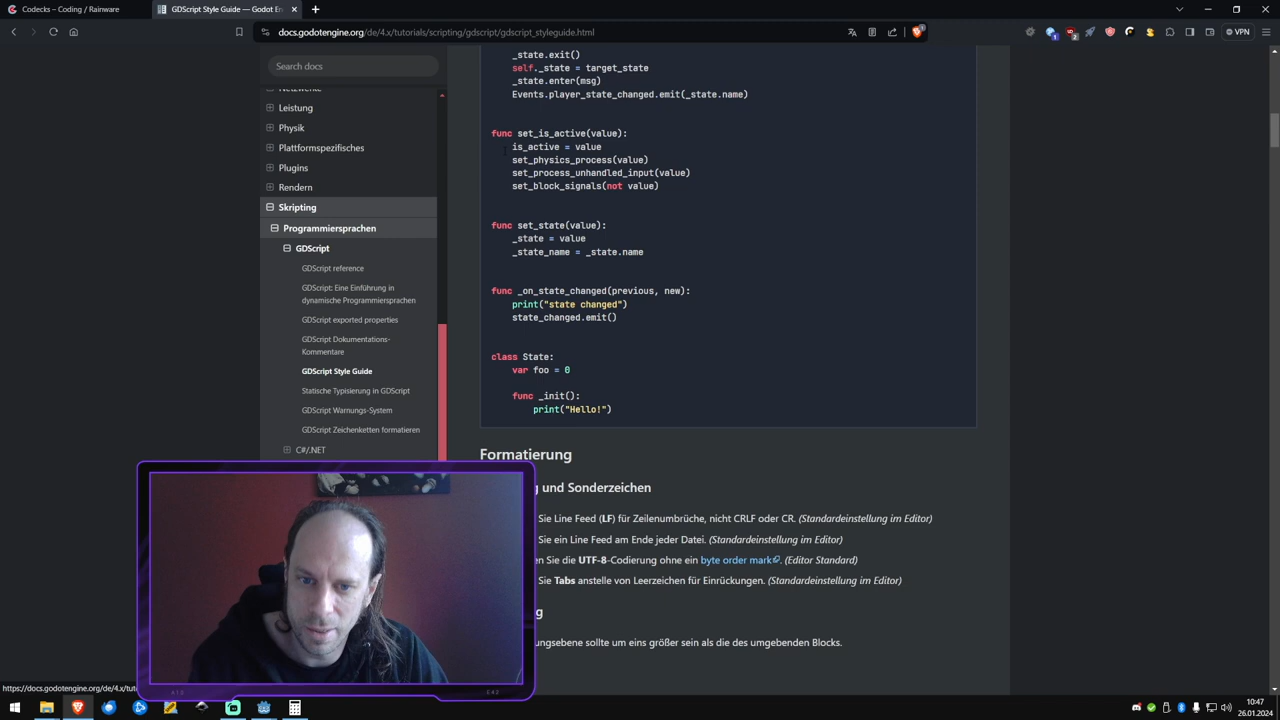 Codecks – Coding / Rainware
GDScript Style Guide — Godot En
docs.godotengine.org/de/4.x/tutorials/scripting/gdscript/gdscript_styleguide.html
VPN
Search docs
Netzwerke
Leistung
Physik
Plattformspezifisches
Plugins
Rendern
Skripting
Programmiersprachen
GDScript
GDScript reference
GDScript: Eine Einführung in
dynamische Programmiersprachen
GDScript exported properties
GDScript Dokumentations-
Kommentare
GDScript Style Guide
Statische Typisierung in GDScript
GDScript Warnungs-System
GDScript Zeichenketten formatieren
C#/.NET
_state.exit()
self._state = target_state
_state.enter(msg)
Events.player_state_changed.emit(_state.name)
func set_is_active(value):
is_active = value
set_physics_process(value)
set_process_unhandled_input(value)
set_block_signals(not value)
func set_state(value):
_state = value
_state_name = _state.name
func _on_state_changed(previous, new):
print("state changed")
state_changed.emit()
class State:
var foo = 0
func _init():
print("Hello!")
Formatierung
g und Sonderzeichen
Sie Line Feed (LF) für Zeilenumbrüche, nicht CRLF oder CR. (Standardeinstellung im Editor)
Sie ein Line Feed am Ende jeder Datei. (Standardeinstellung im Editor)
en Sie die UTF-8-Codierung ohne ein byte order mark. (Editor Standard)
Sie Tabs anstelle von Leerzeichen für Einrückungen. (Standardeinstellung im Editor)
g
ungsebene sollte um eins größer sein als die des umgebenden Blocks.
https://docs.godotengine.org/de/4.x/tut
10:47
26.01.2024